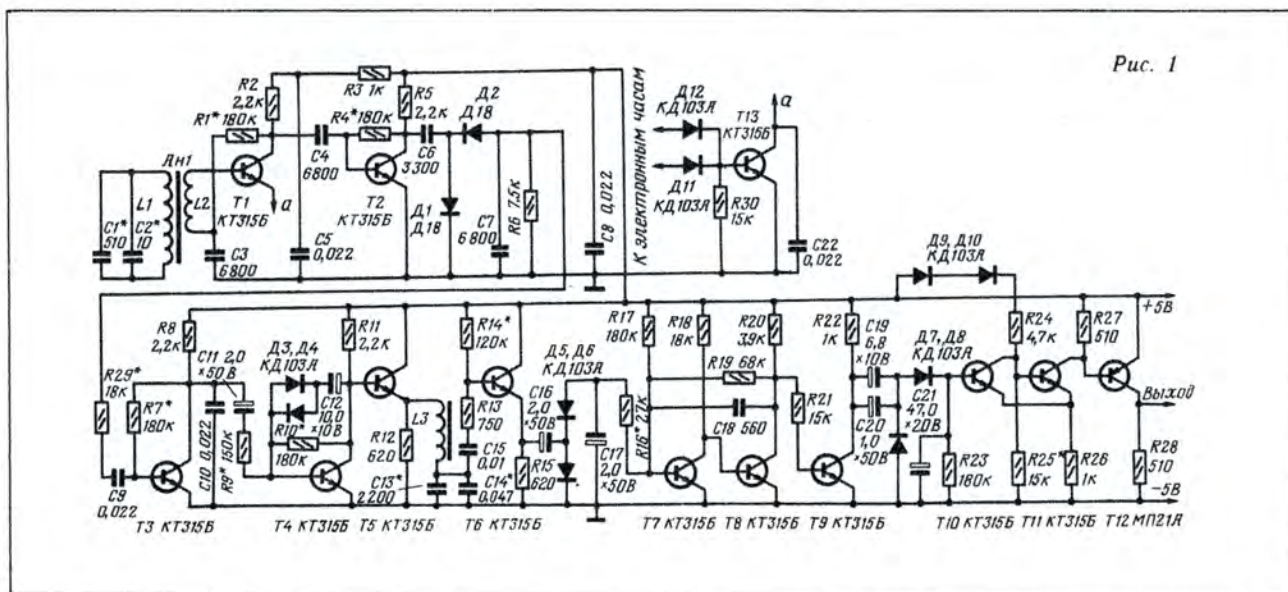 Рис. 1
R2
2,2к
R3 1к
R5
2,2к
Д2
Д18
R1* 180к
R4* 180к
Ан1
C4
6800
C6
3300
L1
L2
C1*
510
C2*
10
T1
КТ315Б
а
T2
КТ315Б
C3
6800
C5
0,022
Д1
Д18
C7
6800
R6 7,5к
C8 0,022
К электронным часам
Д12
КД103А
Д11
КД103А
R30
15к
T13
КТ315Б
а
C22
0,022
Д9, Д10
КД103А
+5В
R8
2,2к
C11 2,0
×50В
Д3, Д4
КД103А
R11
2,2к
R14*
120к
Д5, Д6
КД103А
R17
180к
R18
18к
R20
3,9к
R22
1к
C19
6,8
×10В
Д7, Д8
КД103А
R24
4,7к
R27
510
R29*
18к
R7*
180к
C10 0,022
R9* 150к
R10*
180к
C12
10,0
×10В
R12
620
L3
R13
750
C15
0,01
C14*
0,047
C13*
2200
C16
2,0
×50В
R15
620
C17
2,0
×50В
R16* 27к
R19 68к
C18 560
R21
15к
C20
1,0
×50В
C21
47,0
×20В
R23
180к
R25*
15к
R26
1к
Выход
R28
510
−5В
C9
0,022
T3 КТ315Б
T4 КТ315Б
T5 КТ315Б
T6 КТ315Б
T7 КТ315Б
T8 КТ315Б
T9 КТ315Б
T10 КТ315Б
T11 КТ315Б
T12 МП21А